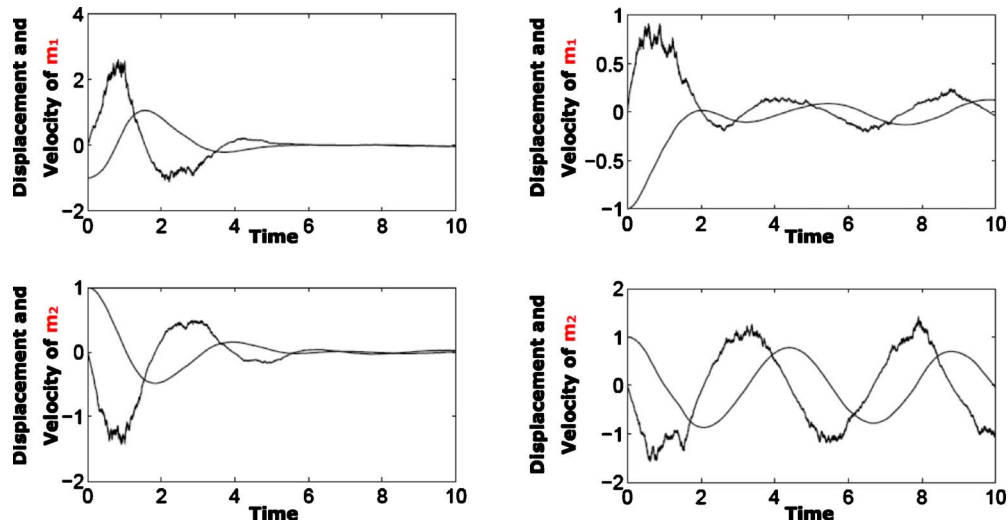 Displacement and
Velocity of m₁
4
2
0
−2
0 2 4 6 8 10
Time
Displacement and
Velocity of m₁
1
0.5
0
−0.5
−1
0 2 4 6 8 10
Time
Displacement and
Velocity of m₂
1
0
−1
−2
0 2 4 6 8 10
Time
Displacement and
Velocity of m₂
2
1
0
−1
−2
0 2 4 6 8 10
Time